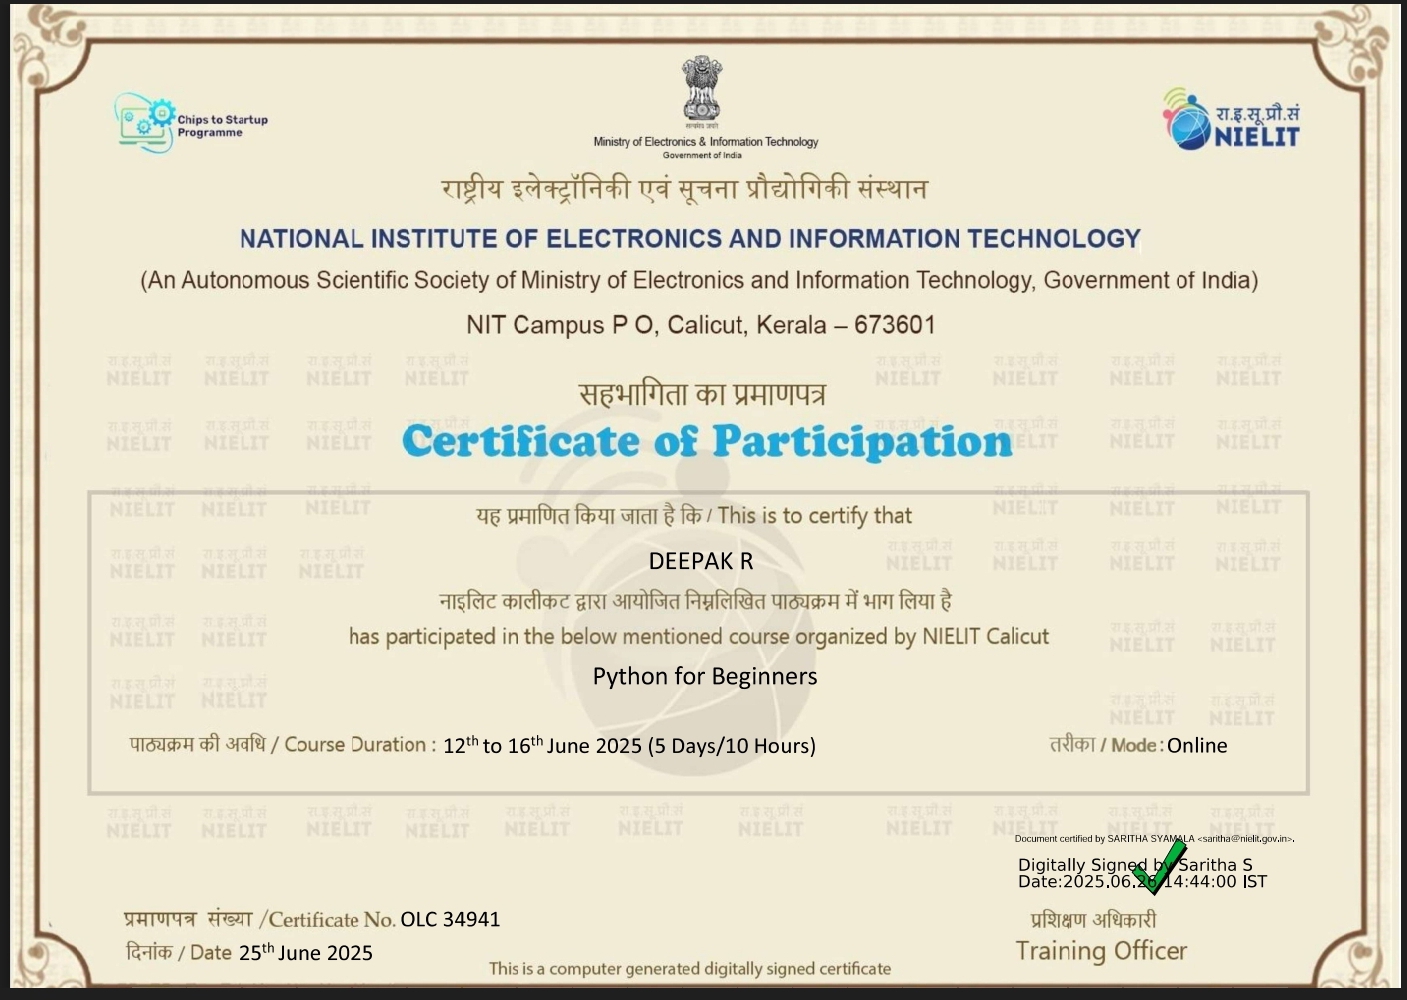 Chips to Startup
Programme
सत्यमेव जयते
Ministry of Electronics & Information Technology
Government of India
रा.इ.सू.प्रौ.सं
NIELIT
राष्ट्रीय इलेक्ट्रॉनिकी एवं सूचना प्रौद्योगिकी संस्थान
NATIONAL INSTITUTE OF ELECTRONICS AND INFORMATION TECHNOLOGY
(An Autonomous Scientific Society of Ministry of Electronics and Information Technology, Government of India)
NIT Campus P O, Calicut, Kerala – 673601
सहभागिता का प्रमाणपत्र
Certificate of Participation
यह प्रमाणित किया जाता है कि / This is to certify that
DEEPAK R
नाइलिट कालीकट द्वारा आयोजित निम्नलिखित पाठ्यक्रम में भाग लिया है
has participated in the below mentioned course organized by NIELIT Calicut
Python for Beginners
पाठ्यक्रम की अवधि / Course Duration : 12th to 16th June 2025 (5 Days/10 Hours)
तरीका / Mode : Online
Document certified by SARITHA SYAMALA <saritha@nielit.gov.in>.
Digitally Signed by Saritha S
Date:2025.06.26 14:44:00 IST
प्रमाणपत्र संख्या /Certificate No. OLC 34941
प्रशिक्षण अधिकारी
दिनांक / Date 25th June 2025
Training Officer
This is a computer generated digitally signed certificate